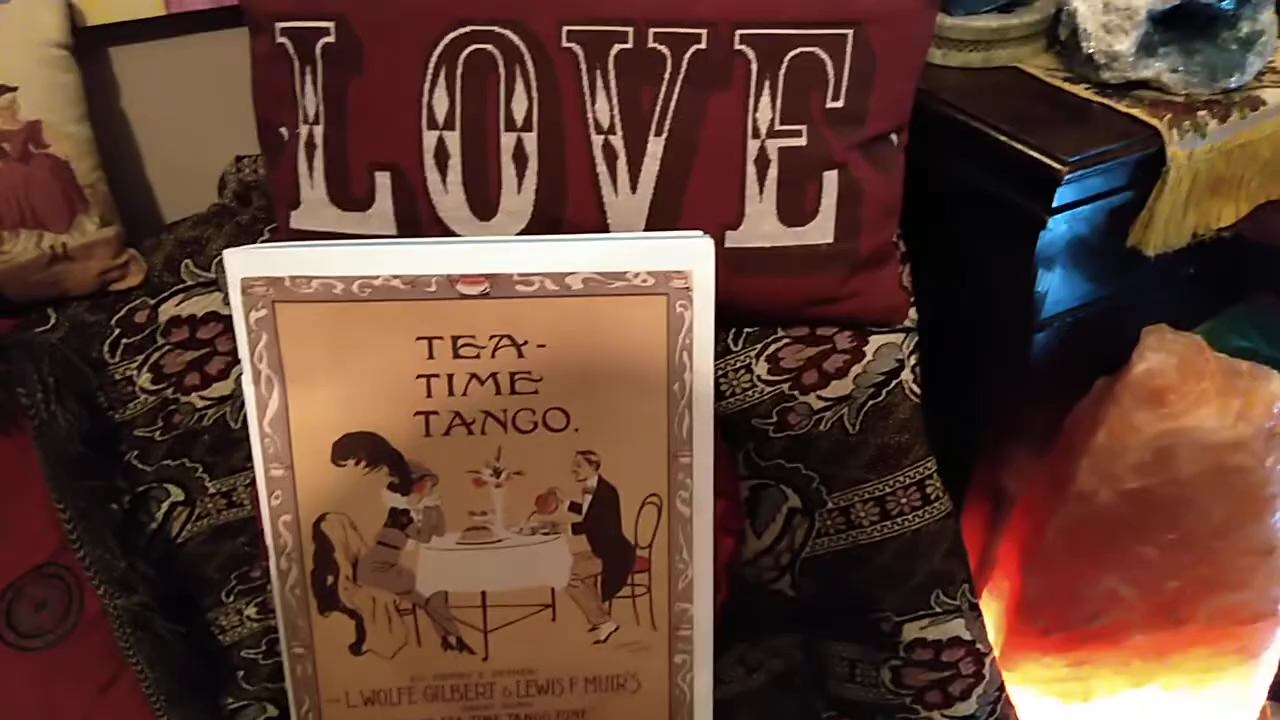 LOVE
TEA-
TIME
TANGO.
L. WOLFE GILBERT & LEWIS F. MUIR'S